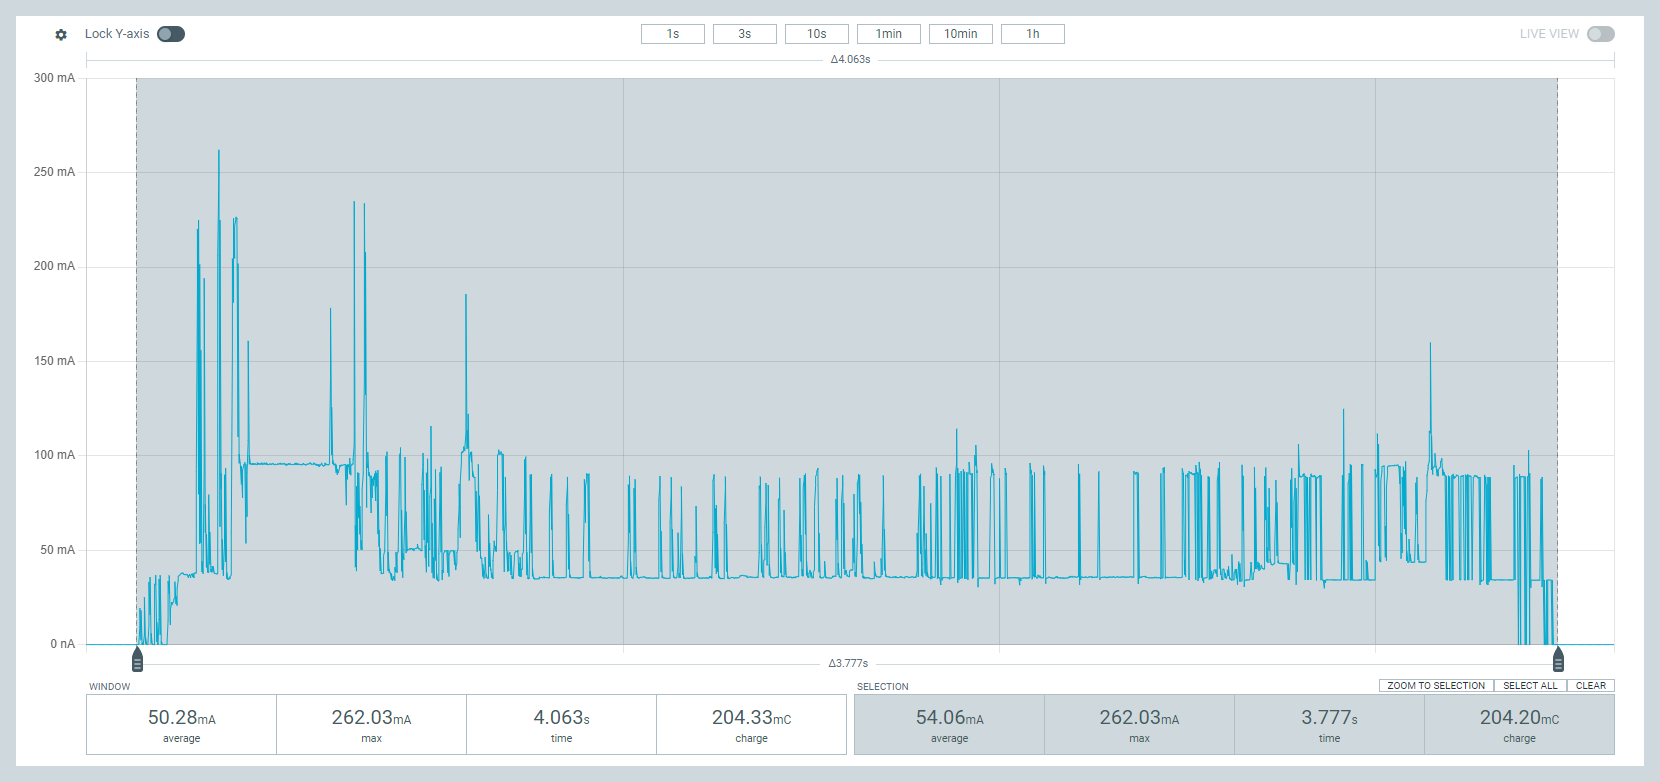 Lock Y-axis
1s 3s 10s 1min 10min 1h
LIVE VIEW
Δ4.063s
300 mA
250 mA
200 mA
150 mA
100 mA
50 mA
0 nA
Δ3.777s
WINDOW
50.28mA average
262.03mA max
4.063s time
204.33mC charge
SELECTION
ZOOM TO SELECTION SELECT ALL CLEAR
54.06mA average
262.03mA max
3.777s time
204.20mC charge